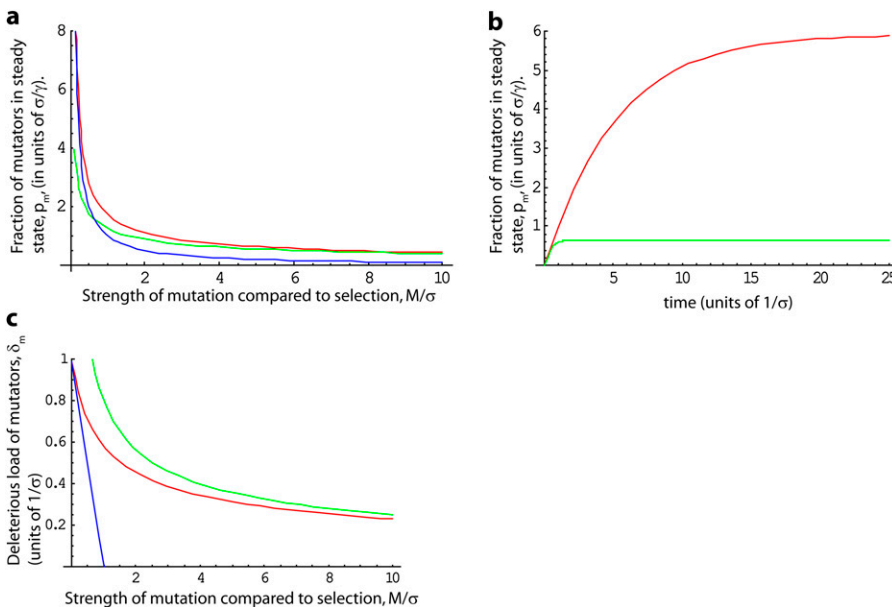 a
Fraction of mutators in steady
state, pm, (in units of σ/γ).
8
6
4
2
2
4
6
8
10
Strength of mutation compared to selection, M/σ
b
Fraction of mutators in steady
state, pm, (in units of σ/γ).
6
5
4
3
2
1
5
10
15
20
25
time (units of 1/σ)
c
Deleterious load of mutators, δm
(units of 1/σ)
1
0.8
0.6
0.4
0.2
2
4
6
8
10
Strength of mutation compared to selection, M/σ